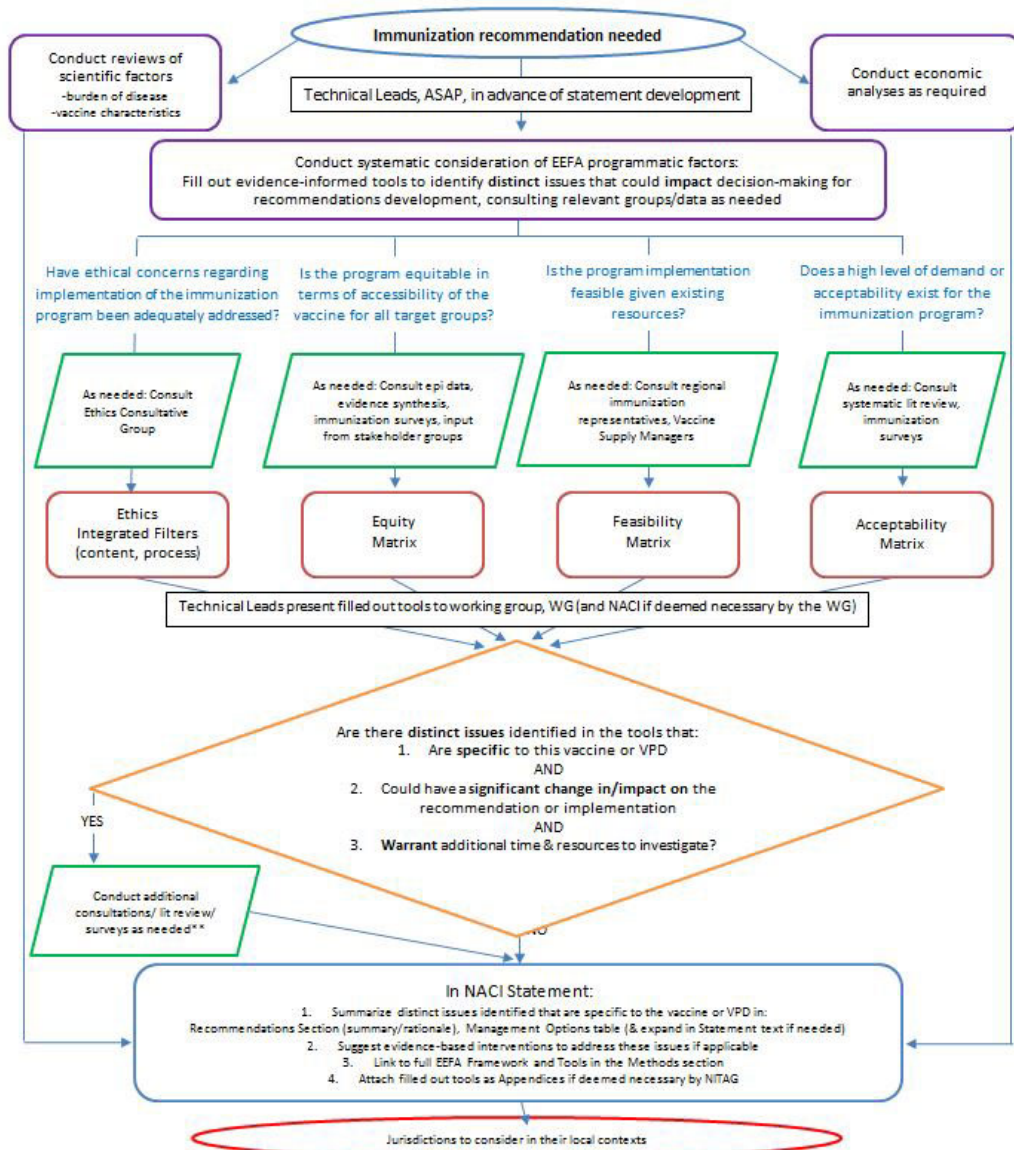 Immunization recommendation needed
Conduct reviews of
scientific factors
-burden of disease
-vaccine characteristics
Technical Leads, ASAP, in advance of statement development
Conduct economic
analyses as required
Conduct systematic consideration of EEFA programmatic factors:
Fill out evidence-informed tools to identify distinct issues that could impact decision-making for
recommendations development, consulting relevant groups/data as needed
Have ethical concerns regarding
implementation of the immunization
program been adequately addressed?
Is the program equitable in
terms of accessibility of the
vaccine for all target groups?
Is the program implementation
feasible given existing
resources?
Does a high level of demand or
acceptability exist for the
immunization program?
As needed: Consult
Ethics Consultative
Group
As needed: Consult epi data,
evidence synthesis,
immunization surveys, input
from stakeholder groups
As needed: Consult regional
immunization
representatives, Vaccine
Supply Managers
As needed: Consult
systematic lit review,
immunization
surveys
Ethics
Integrated Filters
(content, process)
Equity
Matrix
Feasibility
Matrix
Acceptability
Matrix
Technical Leads present filled out tools to working group, WG (and NACI if deemed necessary by the WG)
Are there distinct issues identified in the tools that:
1. Are specific to this vaccine or VPD
AND
2. Could have a significant change in/impact on the
recommendation or implementation
AND
3. Warrant additional time & resources to investigate?
YES
Conduct additional
consultations/ lit review/
surveys as needed**
NO
In NACI Statement:
1. Summarize distinct issues identified that are specific to the vaccine or VPD in:
Recommendations Section (summary/rationale), Management Options table (& expand in Statement text if needed)
2. Suggest evidence-based interventions to address these issues if applicable
3. Link to full EEFA Framework and Tools in the Methods section
4. Attach filled out tools as Appendices if deemed necessary by NITAG
Jurisdictions to consider in their local contexts